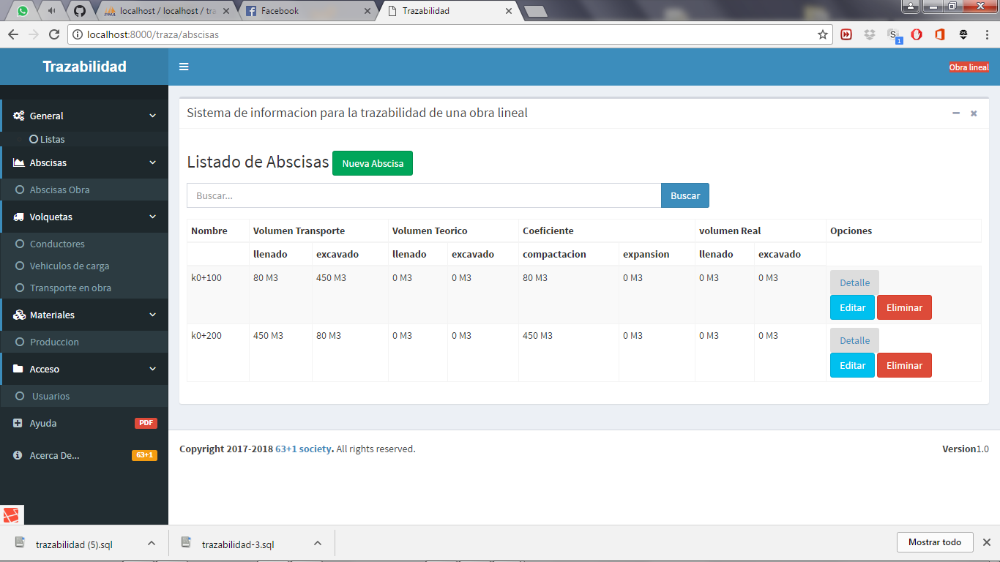 localhost / localhost / tra
Facebook
Trazabilidad
localhost:8000/traza/abscisas
S
1
Trazabilidad
Obra lineal
General
Listas
Abscisas
Abscisas Obra
Volquetas
Conductores
Vehiculos de carga
Transporte en obra
Materiales
Produccion
Acceso
Usuarios
Ayuda PDF
Acerca De... 63+1
Sistema de informacion para la trazabilidad de una obra lineal
Listado de Abscisas Nueva Abscisa
Buscar... Buscar
Nombre Volumen Transporte Volumen Teorico Coeficiente volumen Real Opciones
llenado excavado llenado excavado compactacion expansion llenado excavado
k0+100 80 M3 450 M3 0 M3 0 M3 80 M3 0 M3 0 M3 0 M3 Detalle
Editar Eliminar
k0+200 450 M3 80 M3 0 M3 0 M3 450 M3 0 M3 0 M3 0 M3 Detalle
Editar Eliminar
Copyright 2017-2018 63+1 society. All rights reserved. Version1.0
trazabilidad (5).sql
trazabilidad-3.sql
Mostrar todo